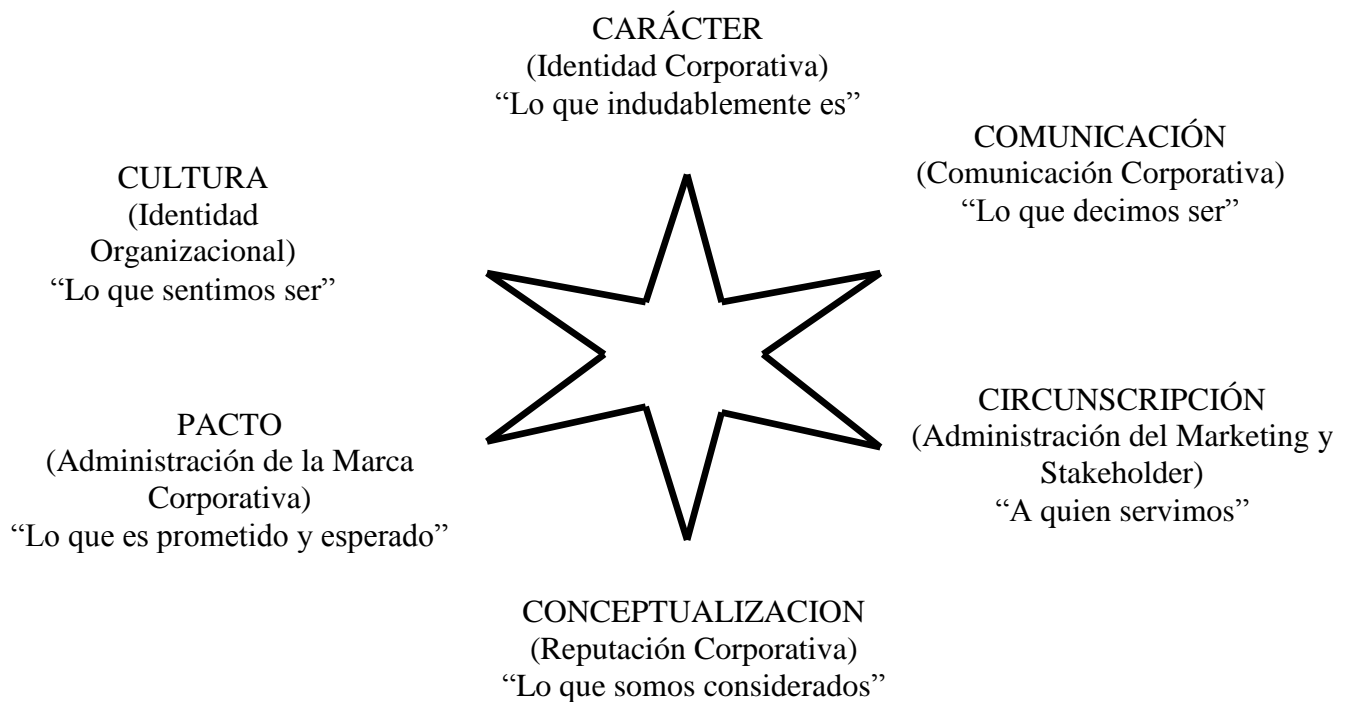 CARÁCTER
(Identidad Corporativa)
“Lo que indudablemente es”
COMUNICACIÓN
(Comunicación Corporativa)
“Lo que decimos ser”
CULTURA
(Identidad
Organizacional)
“Lo que sentimos ser”
CIRCUNSCRIPCIÓN
(Administración del Marketing y
Stakeholder)
“A quien servimos”
PACTO
(Administración de la Marca
Corporativa)
“Lo que es prometido y esperado”
CONCEPTUALIZACION
(Reputación Corporativa)
“Lo que somos considerados”